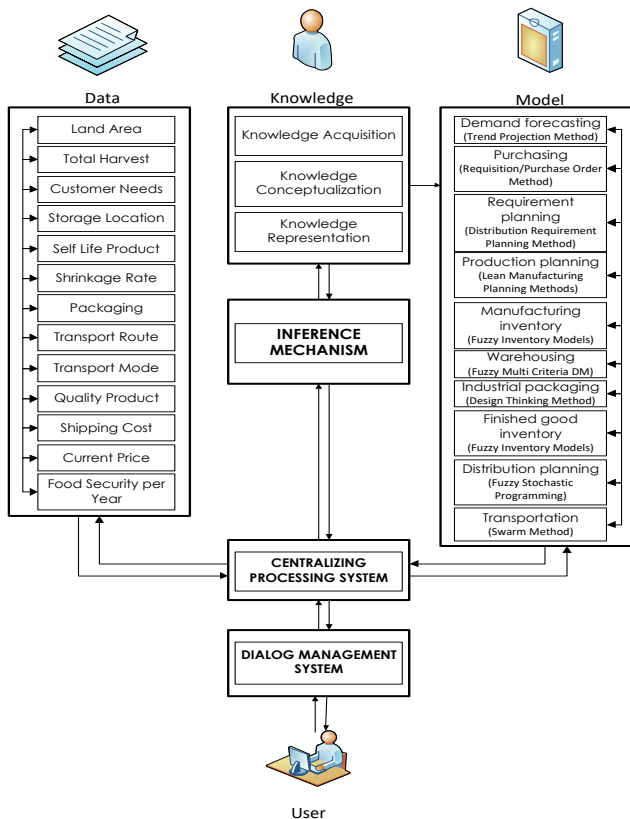 Data
Land Area
Total Harvest
Customer Needs
Storage Location
Self Life Product
Shrinkage Rate
Packaging
Transport Route
Transport Mode
Quality Product
Shipping Cost
Current Price
Food Security per
Year
Knowledge
Knowledge Acquisition
Knowledge
Conceptualization
Knowledge
Representation
INFERENCE
MECHANISM
Model
Demand forecasting
(Trend Projection Method)
Purchasing
(Requisition/Purchase Order
Method)
Requirement
planning
(Distribution Requirement
Planning Method)
Production planning
(Lean Manufacturing
Planning Methods)
Manufacturing
inventory
(Fuzzy Inventory Models)
Warehousing
(Fuzzy Multi Criteria DM)
Industrial packaging
(Design Thinking Method)
Finished good
inventory
(Fuzzy Inventory Models)
Distribution planning
(Fuzzy Stochastic
Programming)
Transportation
(Swarm Method)
CENTRALIZING
PROCESSING SYSTEM
DIALOG MANAGEMENT
SYSTEM
User